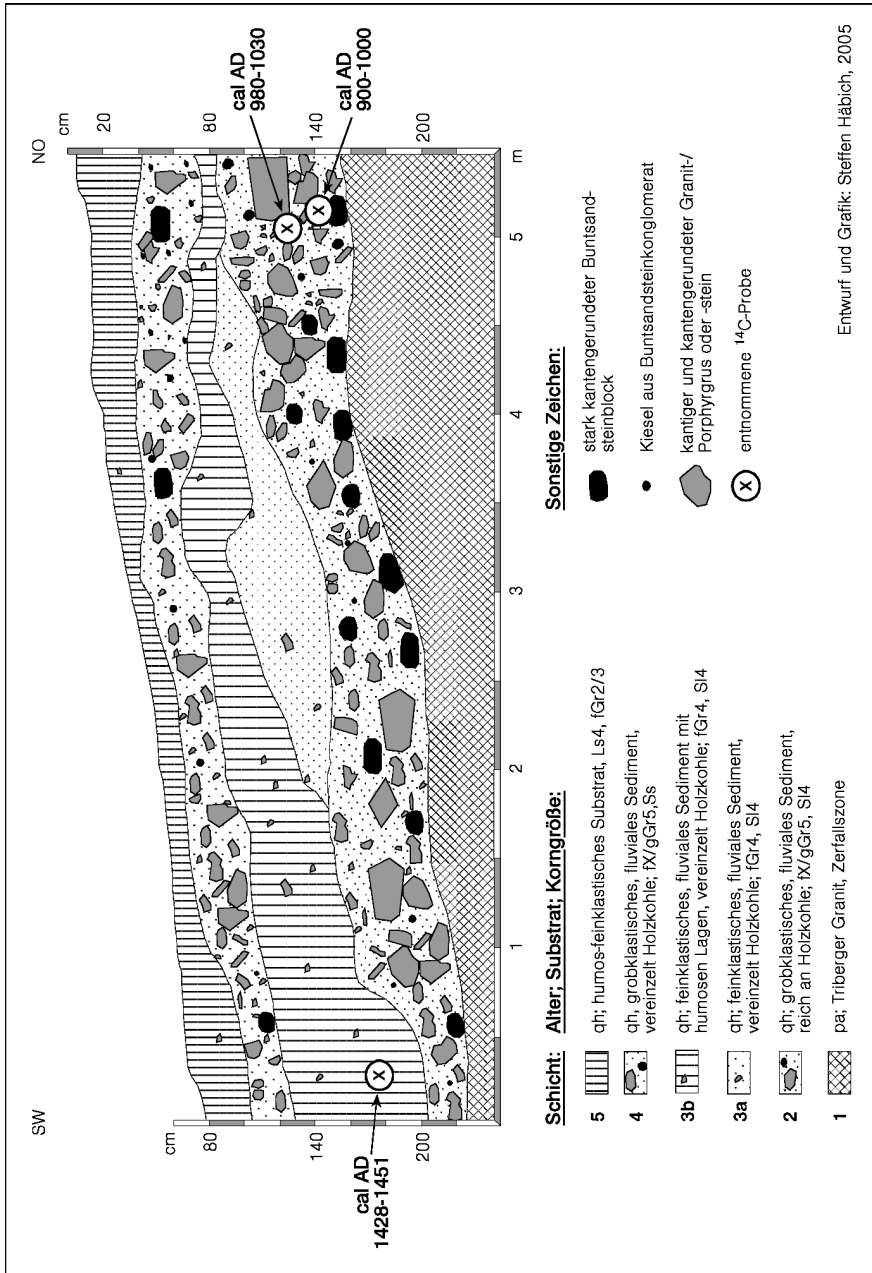 SW
NO
cm
80
140
200
cm
20
80
140
200
m
1
2
3
4
5
cal AD
1428-1451
cal AD
980-1030
cal AD
900-1000
X
X
X
Schicht:
Alter; Substrat; Korngröße:
5
qh; humos-feinklastisches Substrat, Ls4, fGr2/3
4
qh, grobklastisches, fluviales Sediment,
vereinzelt Holzkohle; fX/gGr5,Ss
3b
qh; feinklastisches, fluviales Sediment mit
humosen Lagen, vereinzelt Holzkohle; fGr4, Sl4
3a
qh; feinklastisches, fluviales Sediment,
vereinzelt Holzkohle; fGr4, Sl4
2
qh; grobklastisches, fluviales Sediment,
reich an Holzkohle; fX/gGr5, Sl4
1
pa; Triberger Granit, Zerfallszone
Sonstige Zeichen:
stark kantengerundeter Buntsand-
steinblock
Kiesel aus Buntsandsteinkonglomerat
kantiger und kantengerundeter Granit-/
Porphyrgrus oder -stein
X
entnommene ¹⁴C-Probe
Entwurf und Grafik: Steffen Häbich, 2005